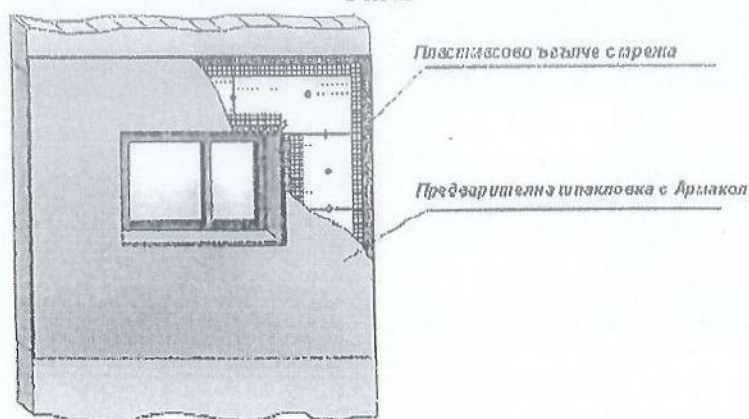 Пластмасово ъгълче с мрежа
Предварителна шпакловка с Армакол